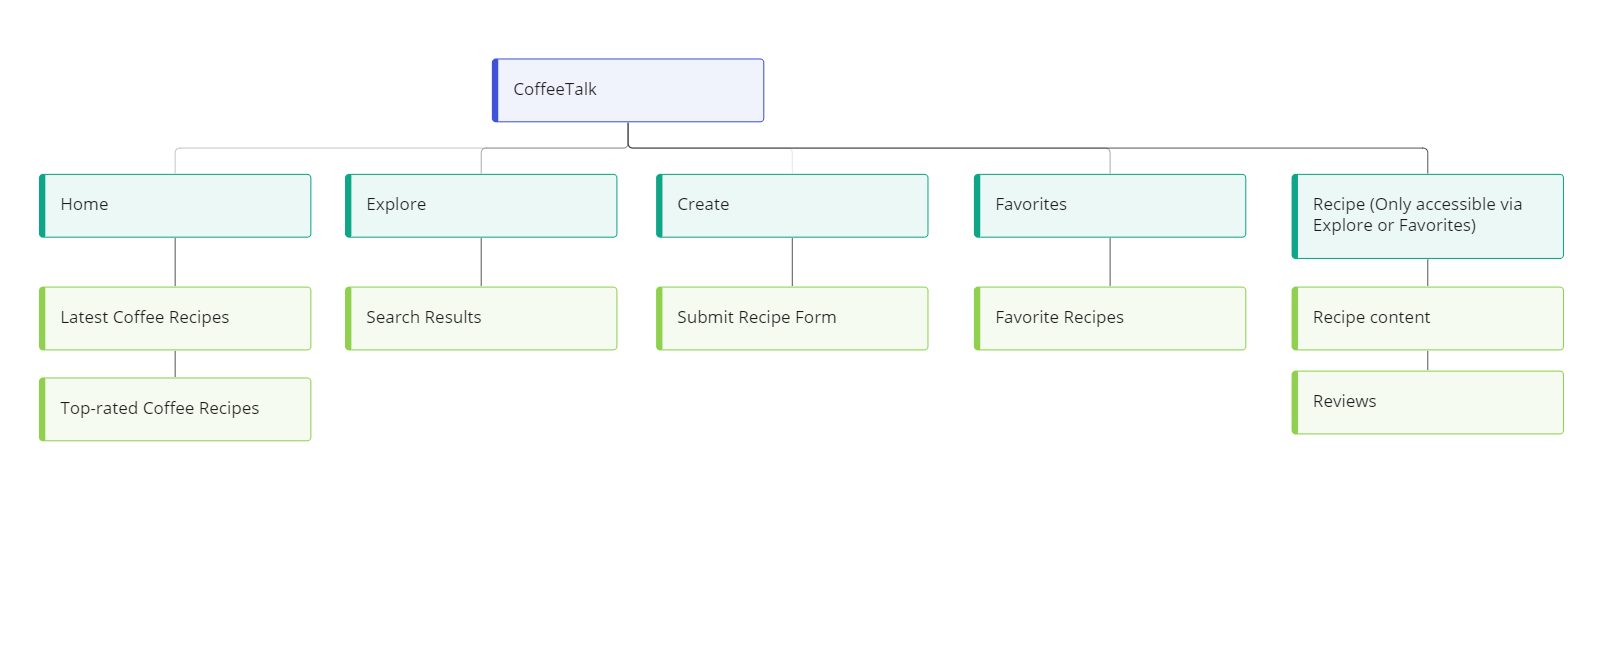 CoffeeTalk
Home
Explore
Create
Favorites
Recipe (Only accessible via
Explore or Favorites)
Latest Coffee Recipes
Search Results
Submit Recipe Form
Favorite Recipes
Recipe content
Top-rated Coffee Recipes
Reviews